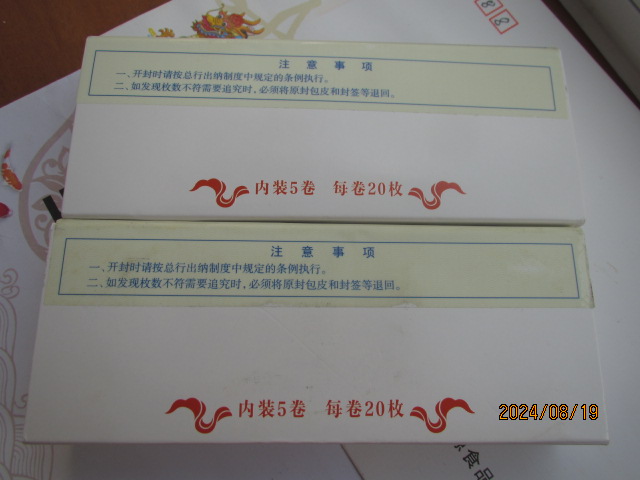 8
8
注意事项
一、开封时请按总行出纳制度中规定的条例执行。
二、如发现枚数不符需要追究时，必须将原封包皮和封签等退回。
内装5卷 每卷20枚
注意事项
一、开封时请按总行出纳制度中规定的条例执行。
二、如发现枚数不符需要追究时，必须将原封包皮和封签等退回。
内装5卷 每卷20枚
2024/08/19
食品